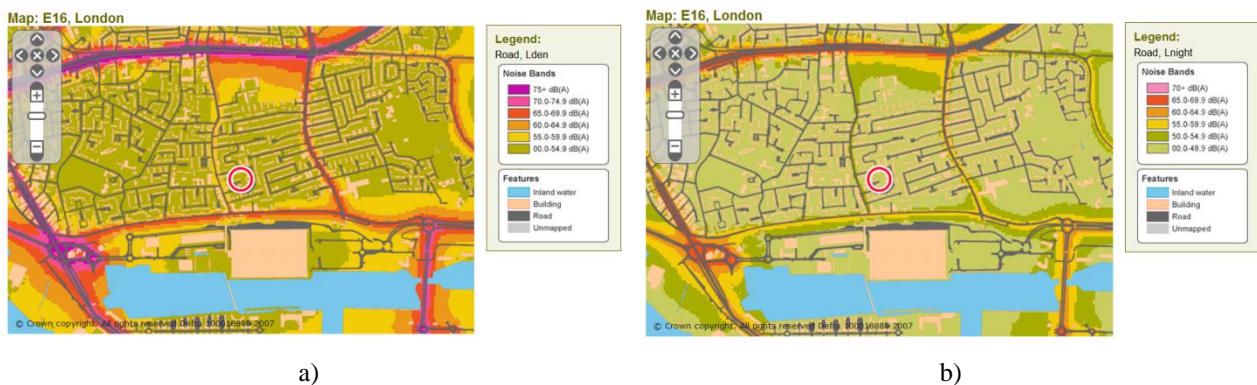 Map: E16, London
Legend:
Road, Lden
Noise Bands
75+ dB(A)
70.0-74.9 dB(A)
65.0-69.9 dB(A)
60.0-64.9 dB(A)
55.0-59.9 dB(A)
00.0-54.9 dB(A)
Features
Inland water
Building
Road
Unmapped
© Crown copyright. All rights reserved Defra 100018880 2007
a)
Map: E16, London
Legend:
Road, Lnight
Noise Bands
70+ dB(A)
65.0-69.9 dB(A)
60.0-64.9 dB(A)
55.0-59.9 dB(A)
50.0-54.9 dB(A)
00.0-49.9 dB(A)
Features
Inland water
Building
Road
Unmapped
© Crown copyright. All rights reserved Defra 100018880 2007
b)